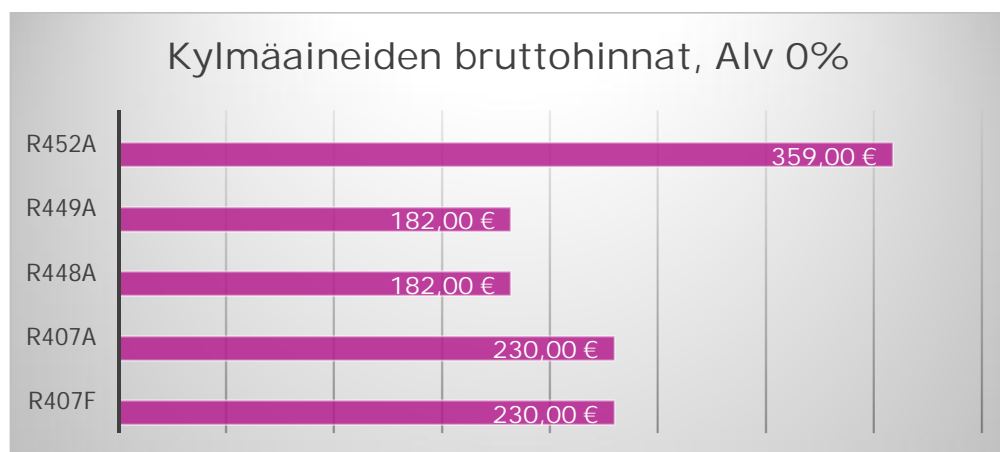 Kylmäaineiden bruttohinnat, Alv 0%
R452A 359,00 €
R449A 182,00 €
R448A 182,00 €
R407A 230,00 €
R407F 230,00 €